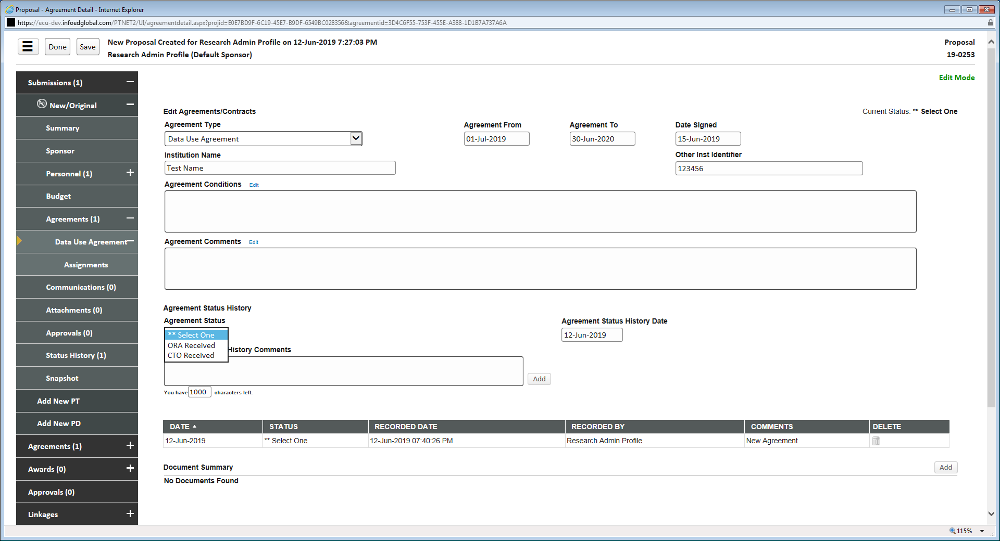 Proposal - Agreement Detail - Internet Explorer
https://ecu-dev.infoedglobal.com/PTNET2/UI/agreementdetail.aspx?projid=E0E7BD9F-6C19-45E7-B9DF-6549BC028356&agreementid=3D4C6F55-753F-455E-A388-1D1B7A737A6A
Done
Save
New Proposal Created for Research Admin Profile on 12-Jun-2019 7:27:03 PM
Research Admin Profile (Default Sponsor)
Proposal
19-0253
Submissions (1)
New/Original
Summary
Sponsor
Personnel (1)
Budget
Agreements (1)
Data Use Agreement
Assignments
Communications (0)
Attachments (0)
Approvals (0)
Status History (1)
Snapshot
Add New PT
Add New PD
Agreements (1)
Awards (0)
Approvals (0)
Linkages
Edit Mode
Edit Agreements/Contracts
Current Status: ** Select One
Agreement Type
Data Use Agreement
Agreement From
01-Jul-2019
Agreement To
30-Jun-2020
Date Signed
15-Jun-2019
Institution Name
Test Name
Other Inst Identifier
123456
Agreement Conditions Edit
Agreement Comments Edit
Agreement Status History
Agreement Status
** Select One
ORA Received
CTO Received
Agreement Status History Date
12-Jun-2019
History Comments
Add
You have 1000 characters left.
DATE STATUS RECORDED DATE RECORDED BY COMMENTS DELETE
12-Jun-2019 ** Select One 12-Jun-2019 07:40:26 PM Research Admin Profile New Agreement
Document Summary
Add
No Documents Found
115%